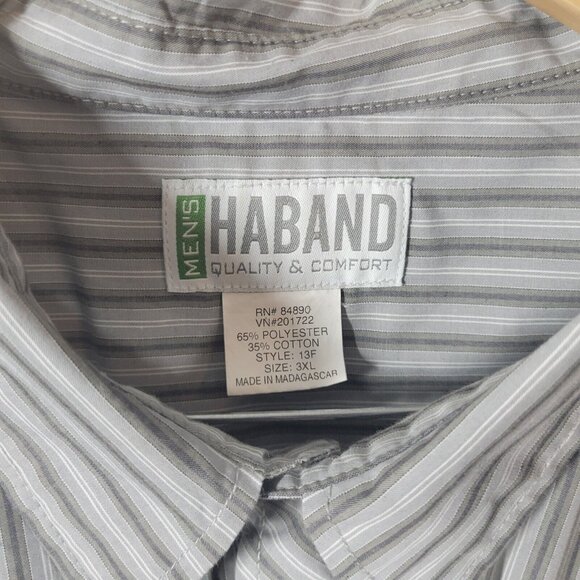 MEN'S
HABAND
QUALITY & COMFORT
RN# 84890
VN#201722
65% POLYESTER
35% COTTON
STYLE: 13F
SIZE: 3XL
MADE IN MADAGASCAR